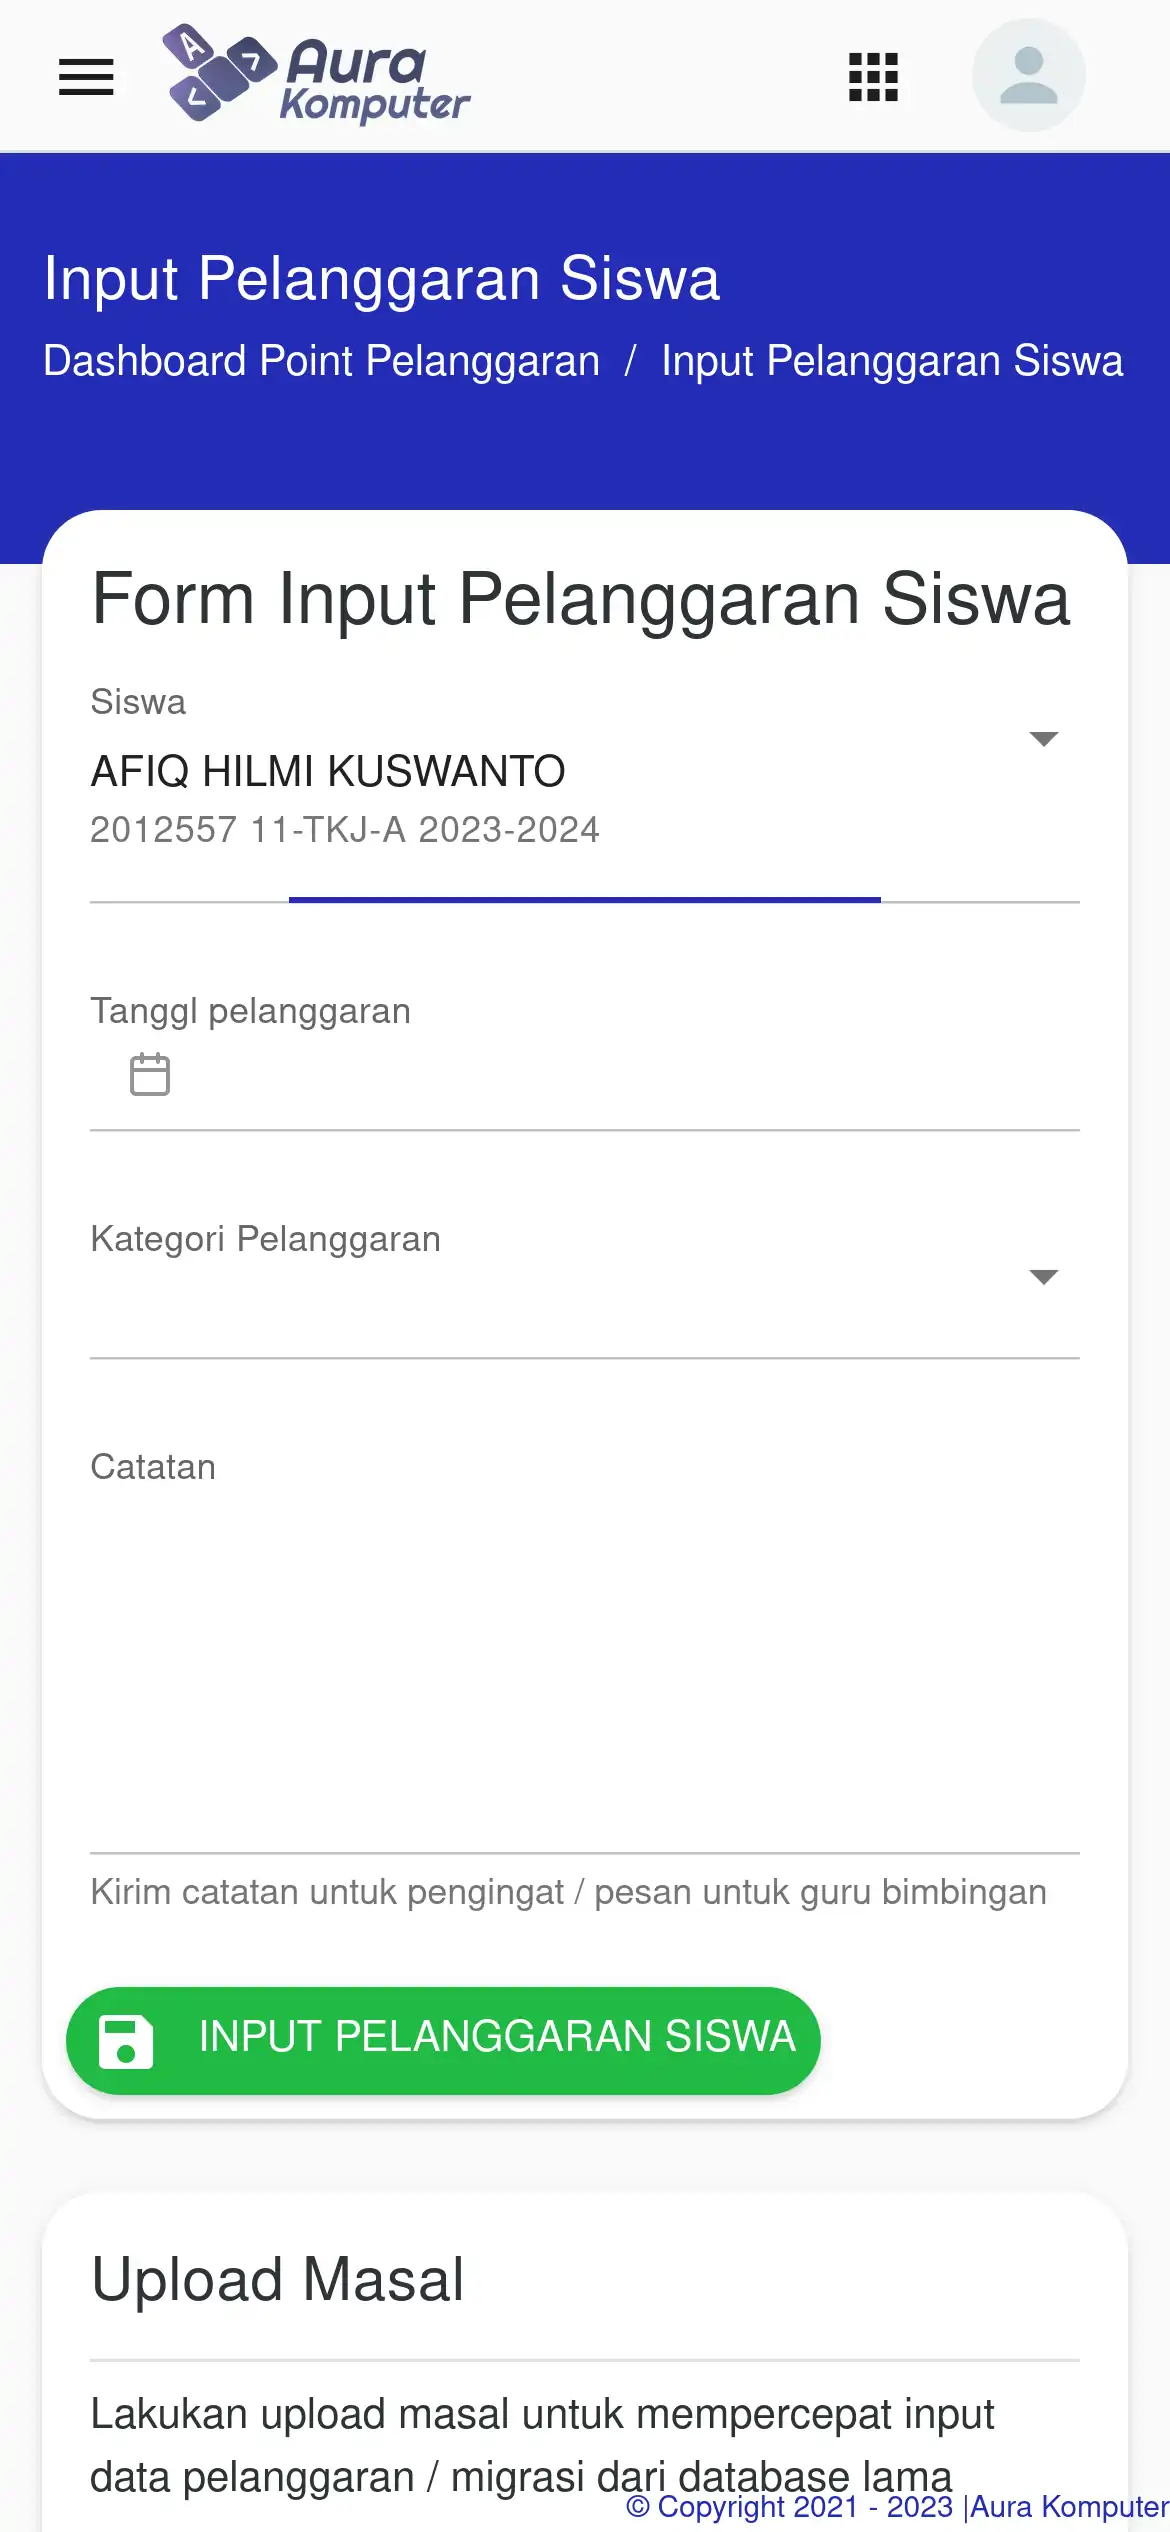 Aura
Komputer
Input Pelanggaran Siswa
Dashboard Point Pelanggaran / Input Pelanggaran Siswa
Form Input Pelanggaran Siswa
Siswa
AFIQ HILMI KUSWANTO
2012557 11-TKJ-A 2023-2024
Tanggl pelanggaran
Kategori Pelanggaran
Catatan
Kirim catatan untuk pengingat / pesan untuk guru bimbingan
INPUT PELANGGARAN SISWA
Upload Masal
Lakukan upload masal untuk mempercepat input
data pelanggaran / migrasi dari database lama
© Copyright 2021 - 2023 |Aura Komputer